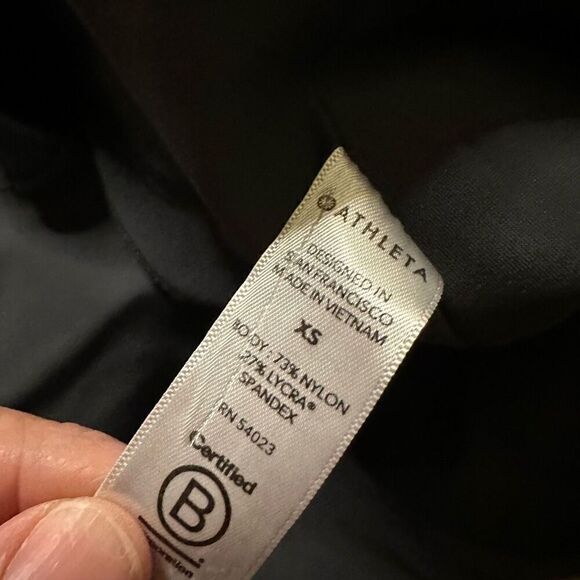 ATHLETA
DESIGNED IN
SAN FRANCISCO
MADE IN VIETNAM
XS
BODY : 73% NYLON
27% LYCRA®
SPANDEX
RN 54023
Certified
B